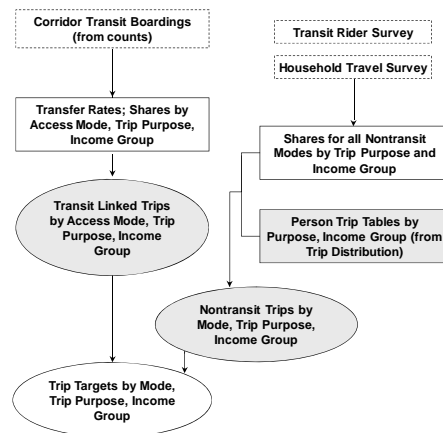 Corridor Transit Boardings
(from counts)
Transit Rider Survey
Household Travel Survey
Transfer Rates; Shares by
Access Mode, Trip Purpose,
Income Group
Shares for all Nontransit
Modes by Trip Purpose and
Income Group
Transit Linked Trips
by Access Mode, Trip
Purpose, Income
Group
Person Trip Tables by
Purpose, Income Group (from
Trip Distribution)
Nontransit Trips by
Mode, Trip Purpose,
Income Group
Trip Targets by Mode,
Trip Purpose, Income
Group